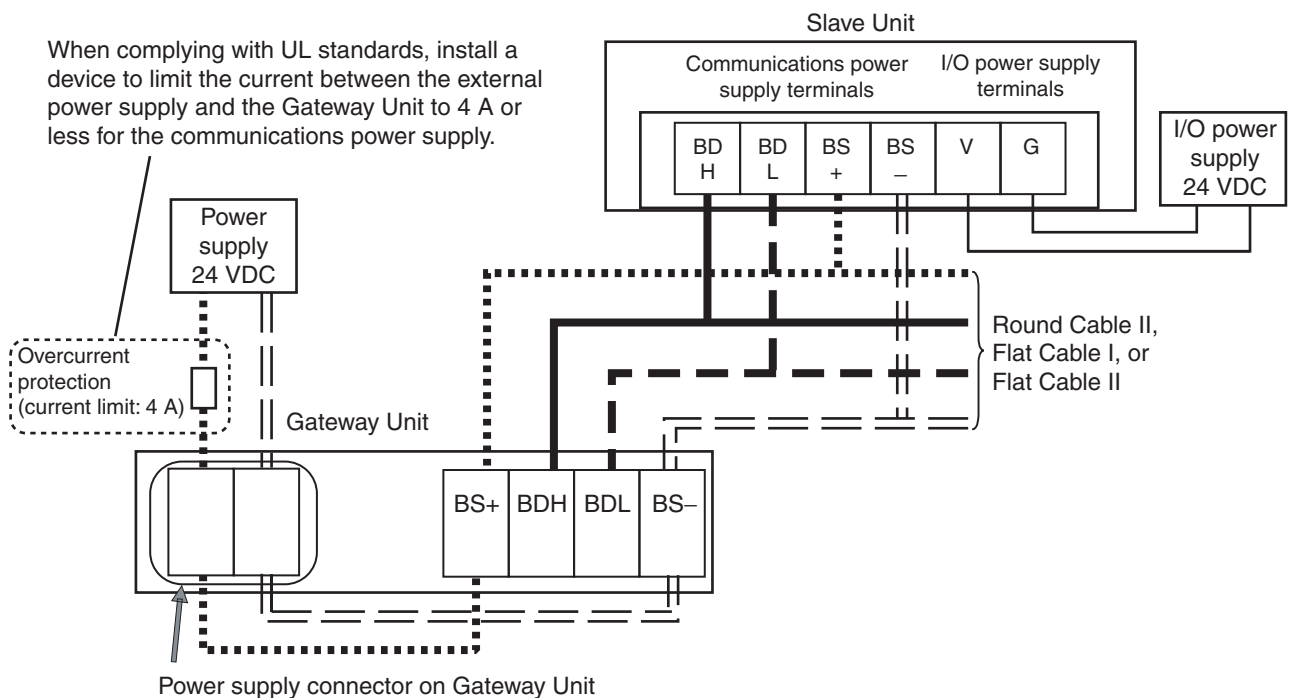 Slave Unit
When complying with UL standards, install a
device to limit the current between the external
power supply and the Gateway Unit to 4 A or
less for the communications power supply.
Communications power
supply terminals
I/O power supply
terminals
BD
H
BD
L
BS
+
BS
–
V
G
I/O power
supply
24 VDC
Power
supply
24 VDC
Round Cable II,
Flat Cable I, or
Flat Cable II
Overcurrent
protection
(current limit: 4 A)
Gateway Unit
BS+
BDH
BDL
BS–
Power supply connector on Gateway Unit